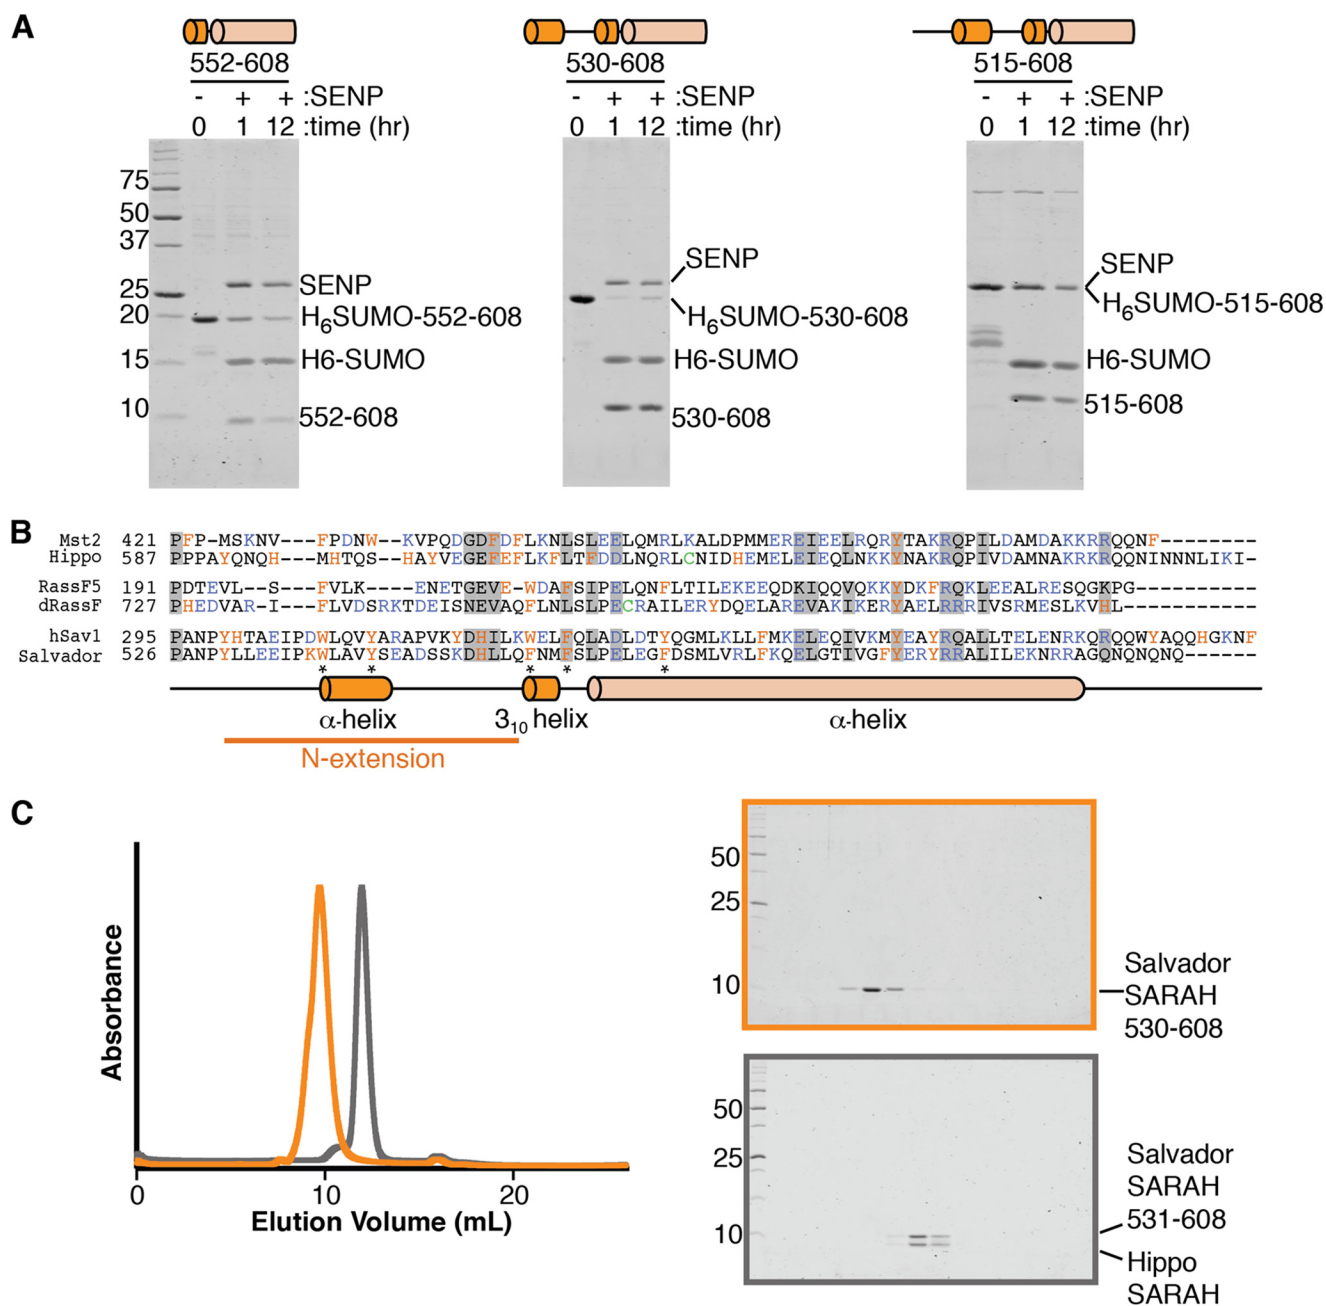 A
552-608
- + + :SENP
0 1 12 :time (hr)
75
50
37
25
20
15
10
SENP
H6SUMO-552-608
H6-SUMO
552-608
530-608
- + + :SENP
0 1 12 :time (hr)
SENP
H6SUMO-530-608
H6-SUMO
530-608
515-608
- + + :SENP
0 1 12 :time (hr)
SENP
H6SUMO-515-608
H6-SUMO
515-608
B
Mst2 421 PFP-MSKNV---FPDNW--KVPQDGDFDFLKNLSLEELQMRLKALDPMMEREIEELRQRYTAKRQPILDAMDAKKRRQQNF--------
Hippo 587 PPPAYQNQH---MHTQS--HAYVEGEFEFLKFLTFDDLNQRLCNIDHEMELEIEQLNKKYNAKRQPIVDAMNAKRKRQQNINNNLIKI-
RassF5 191 PDTEVL--S---FVLK----ENETGEVE-WDAFSIPELQNFLTILEKEEQDKIQQVQKKYDKFRQKLEEALRESQGKPG----------
dRassF 727 PHEDVAR-I---FLVDSRKTDEISNEVAQFLNLSLPECRAILERYDQELAREVAKIKERYAELRRRIVSRMESLKVHL-----------
hSav1 295 PANPYHTAEIPDWLQVYARAPVKYDHILKWELFQLADLDTYQGMLKLLFMKELEQIVKMYEAYRQALLTELENRKQRQQWYAQQHGKNF
Salvador 526 PANPYLLEEIPKWLAVYSEADSSKDHLLQFNMFSLPELEGFDSMLVRLFKQELGTIVGFYERYRRALILEKNRRAGQNQNQNQ------
* * * * *
α-helix 310 helix α-helix
N-extension
C
Absorbance
0 10 20
Elution Volume (mL)
50
25
10
Salvador
SARAH
530-608
50
25
10
Salvador
SARAH
531-608
Hippo
SARAH